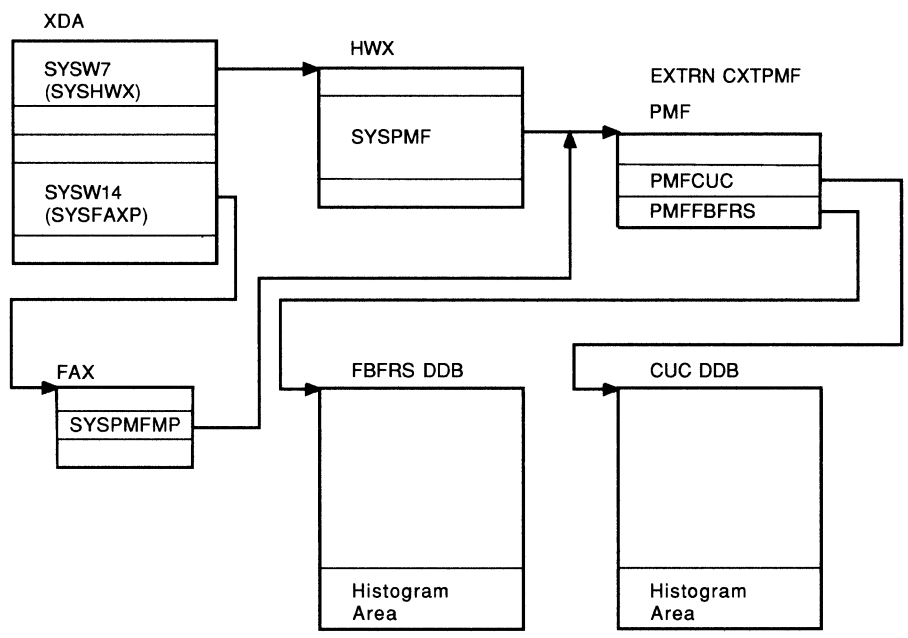 XDA
SYSW7
(SYSHWX)
SYSW14
(SYSFAXP)
HWX
SYSPMF
EXTRN CXTPMF
PMF
PMFCUC
PMFFBFRS
FAX
SYSPMFMP
FBFRS DDB
Histogram
Area
CUC DDB
Histogram
Area